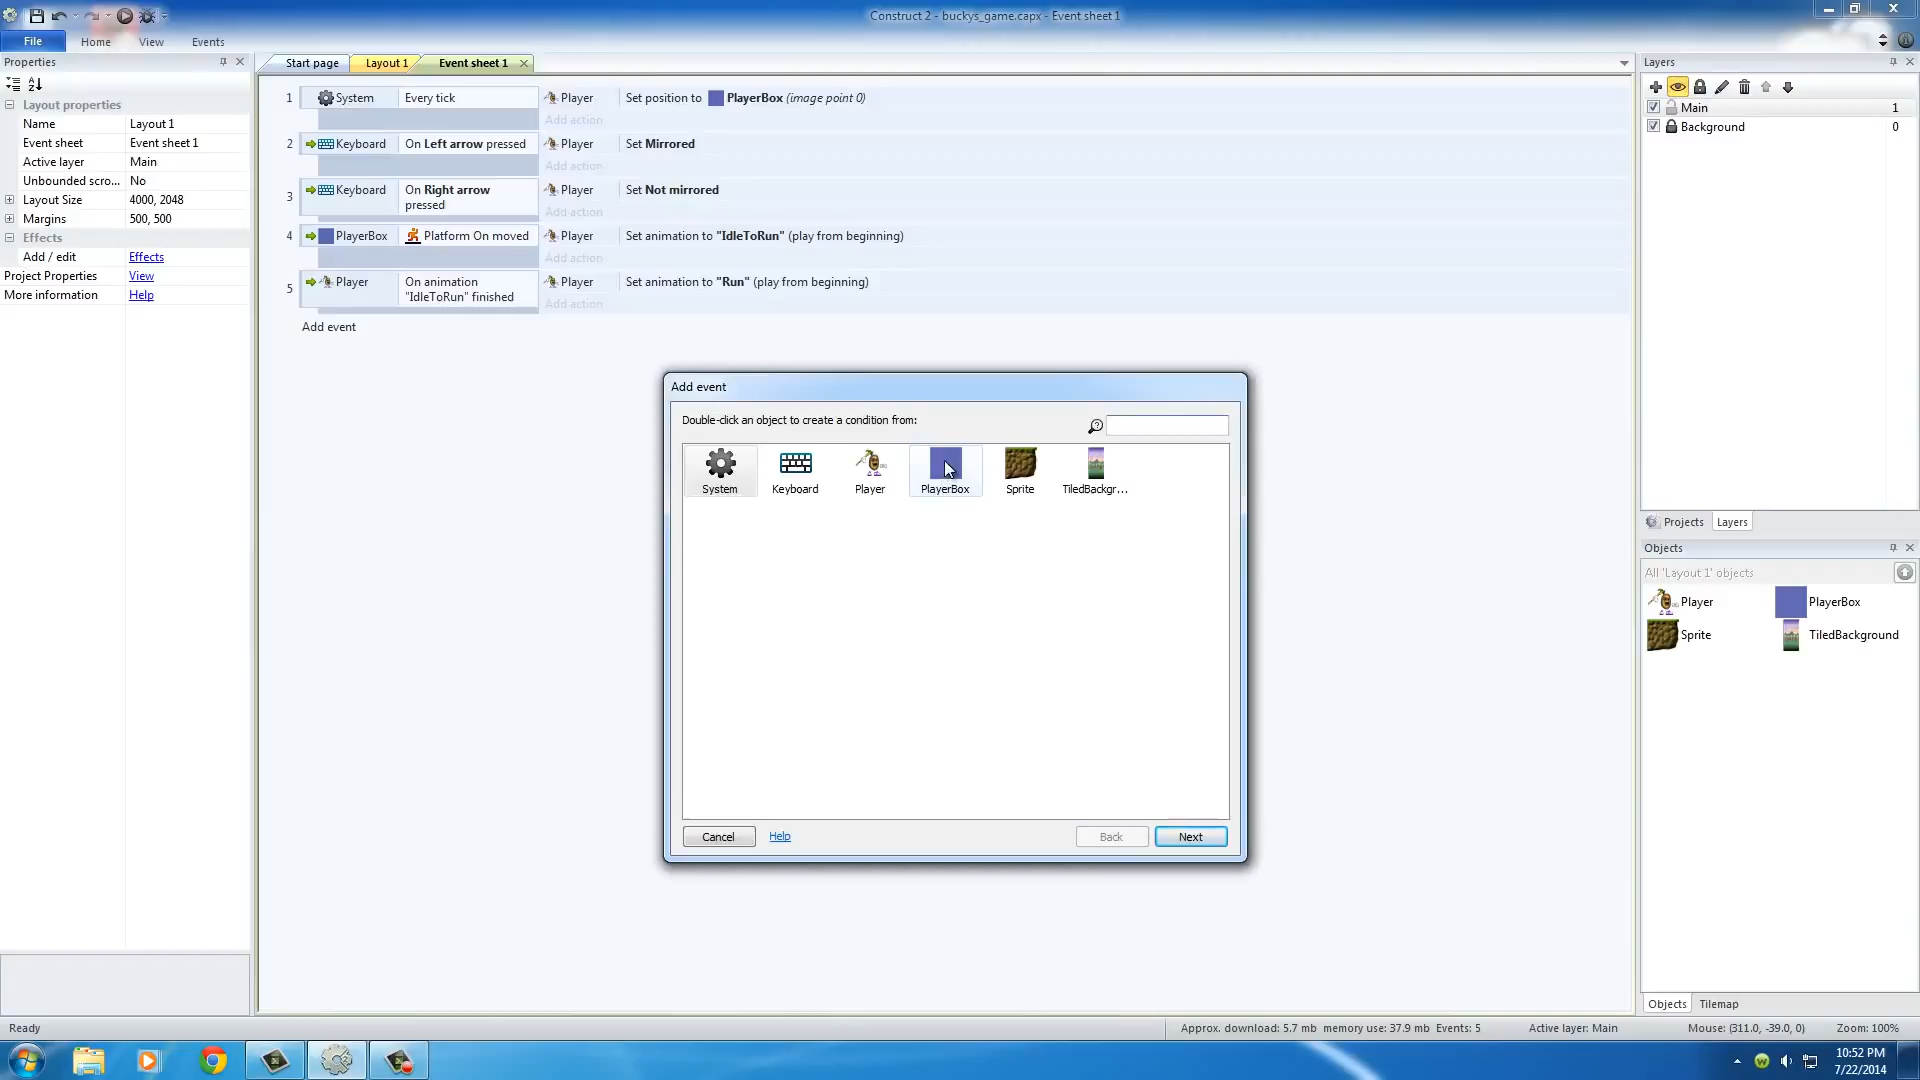 Construct 2 - buckys_game.capx - Event sheet 1
File Home View Events
Properties
Layout properties
Name Layout 1
Event sheet Event sheet 1
Active layer Main
Unbounded scro... No
Layout Size 4000, 2048
Margins 500, 500
Effects
Add / edit Effects
Project Properties View
More information Help
Start page Layout 1 Event sheet 1
1 System Every tick Player Set position to PlayerBox (image point 0)
Add action
2 Keyboard On Left arrow pressed Player Set Mirrored
Add action
3 Keyboard On Right arrow pressed Player Set Not mirrored
Add action
4 PlayerBox Platform On moved Player Set animation to "IdleToRun" (play from beginning)
Add action
5 Player On animation "IdleToRun" finished Player Set animation to "Run" (play from beginning)
Add action
Add event
Add event
Double-click an object to create a condition from:
System Keyboard Player PlayerBox Sprite TiledBackgr...
Cancel Help Back Next
Layers
Main 1
Background 0
Projects Layers
Objects
All 'Layout 1' objects
Player PlayerBox
Sprite TiledBackground
Objects Tilemap
Ready Approx. download: 5.7 mb memory use: 37.9 mb Events: 5 Active layer: Main Mouse: (311.0, -39.0, 0) Zoom: 100%
10:52 PM
7/22/2014